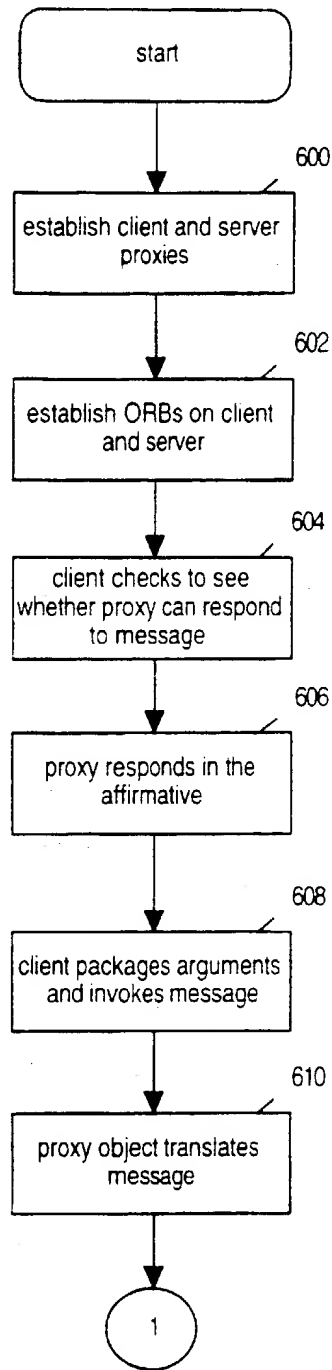 start
600
establish client and server
proxies
602
establish ORBs on client
and server
604
client checks to see
whether proxy can respond
to message
606
proxy responds in the
affirmative
608
client packages arguments
and invokes message
610
proxy object translates
message
1